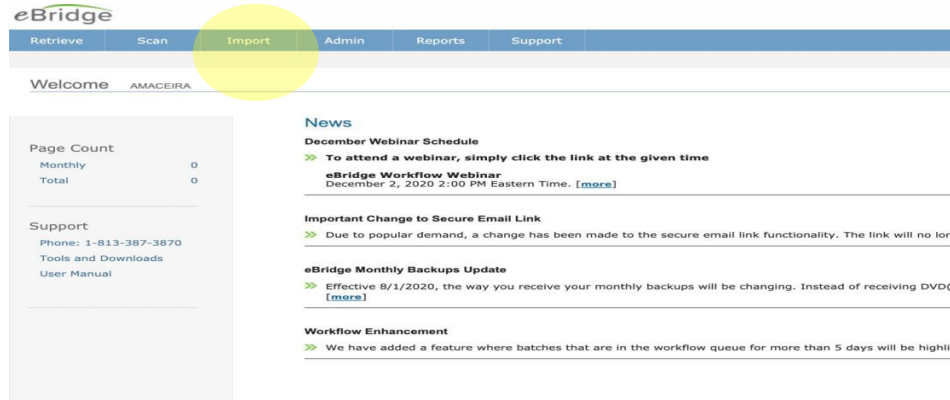 eBridge
Retrieve Scan Import Admin Reports Support
Welcome AMACEIRA
Page Count
Monthly 0
Total 0
Support
Phone: 1-813-387-3870
Tools and Downloads
User Manual
News
December Webinar Schedule
To attend a webinar, simply click the link at the given time
eBridge Workflow Webinar
December 2, 2020 2:00 PM Eastern Time. [more]
Important Change to Secure Email Link
Due to popular demand, a change has been made to the secure email link functionality. The link will no lon
eBridge Monthly Backups Update
Effective 8/1/2020, the way you receive your monthly backups will be changing. Instead of receiving DVD(
[more]
Workflow Enhancement
We have added a feature where batches that are in the workflow queue for more than 5 days will be highli